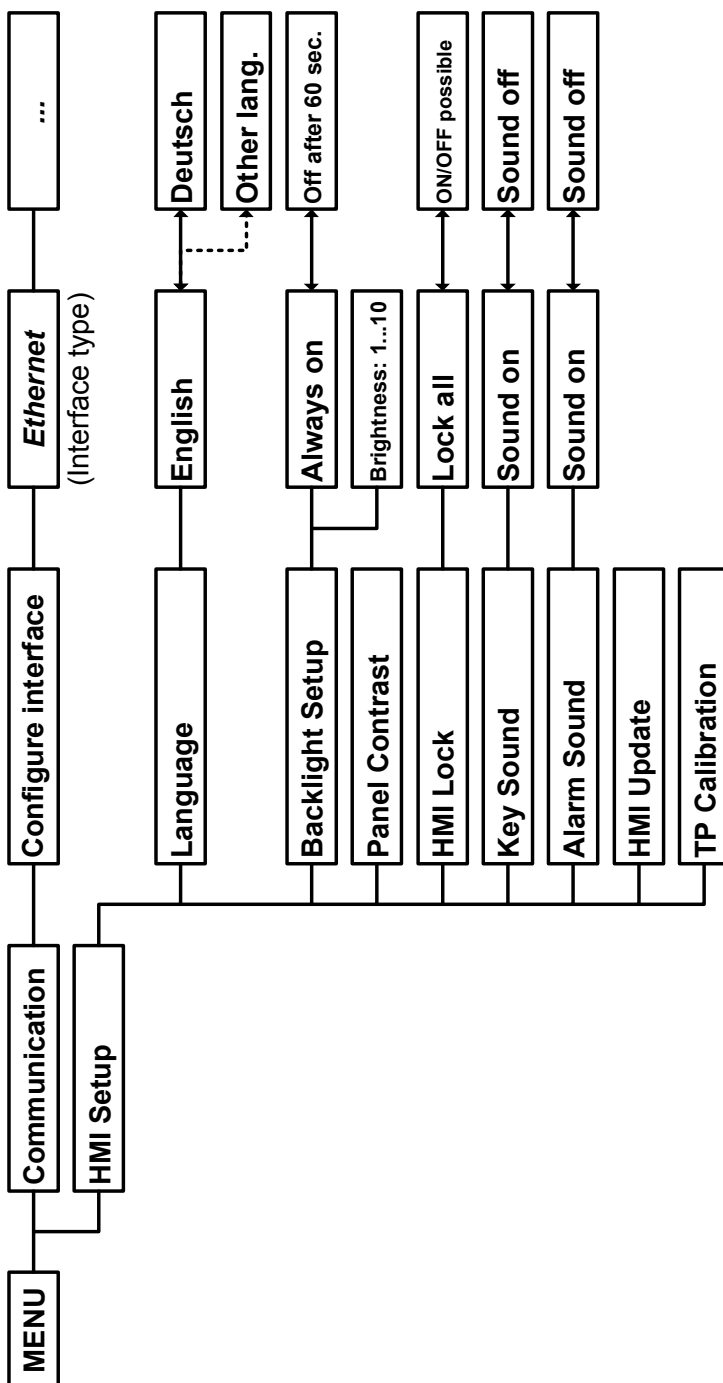 MENU
Communication
Configure interface
Ethernet
(Interface type)
...
HMI Setup
Language
English
Deutsch
Other lang.
Backlight Setup
Always on
Off after 60 sec.
Brightness: 1...10
Panel Contrast
HMI Lock
Lock all
ON/OFF possible
Key Sound
Sound on
Sound off
Alarm Sound
Sound on
Sound off
HMI Update
TP Calibration